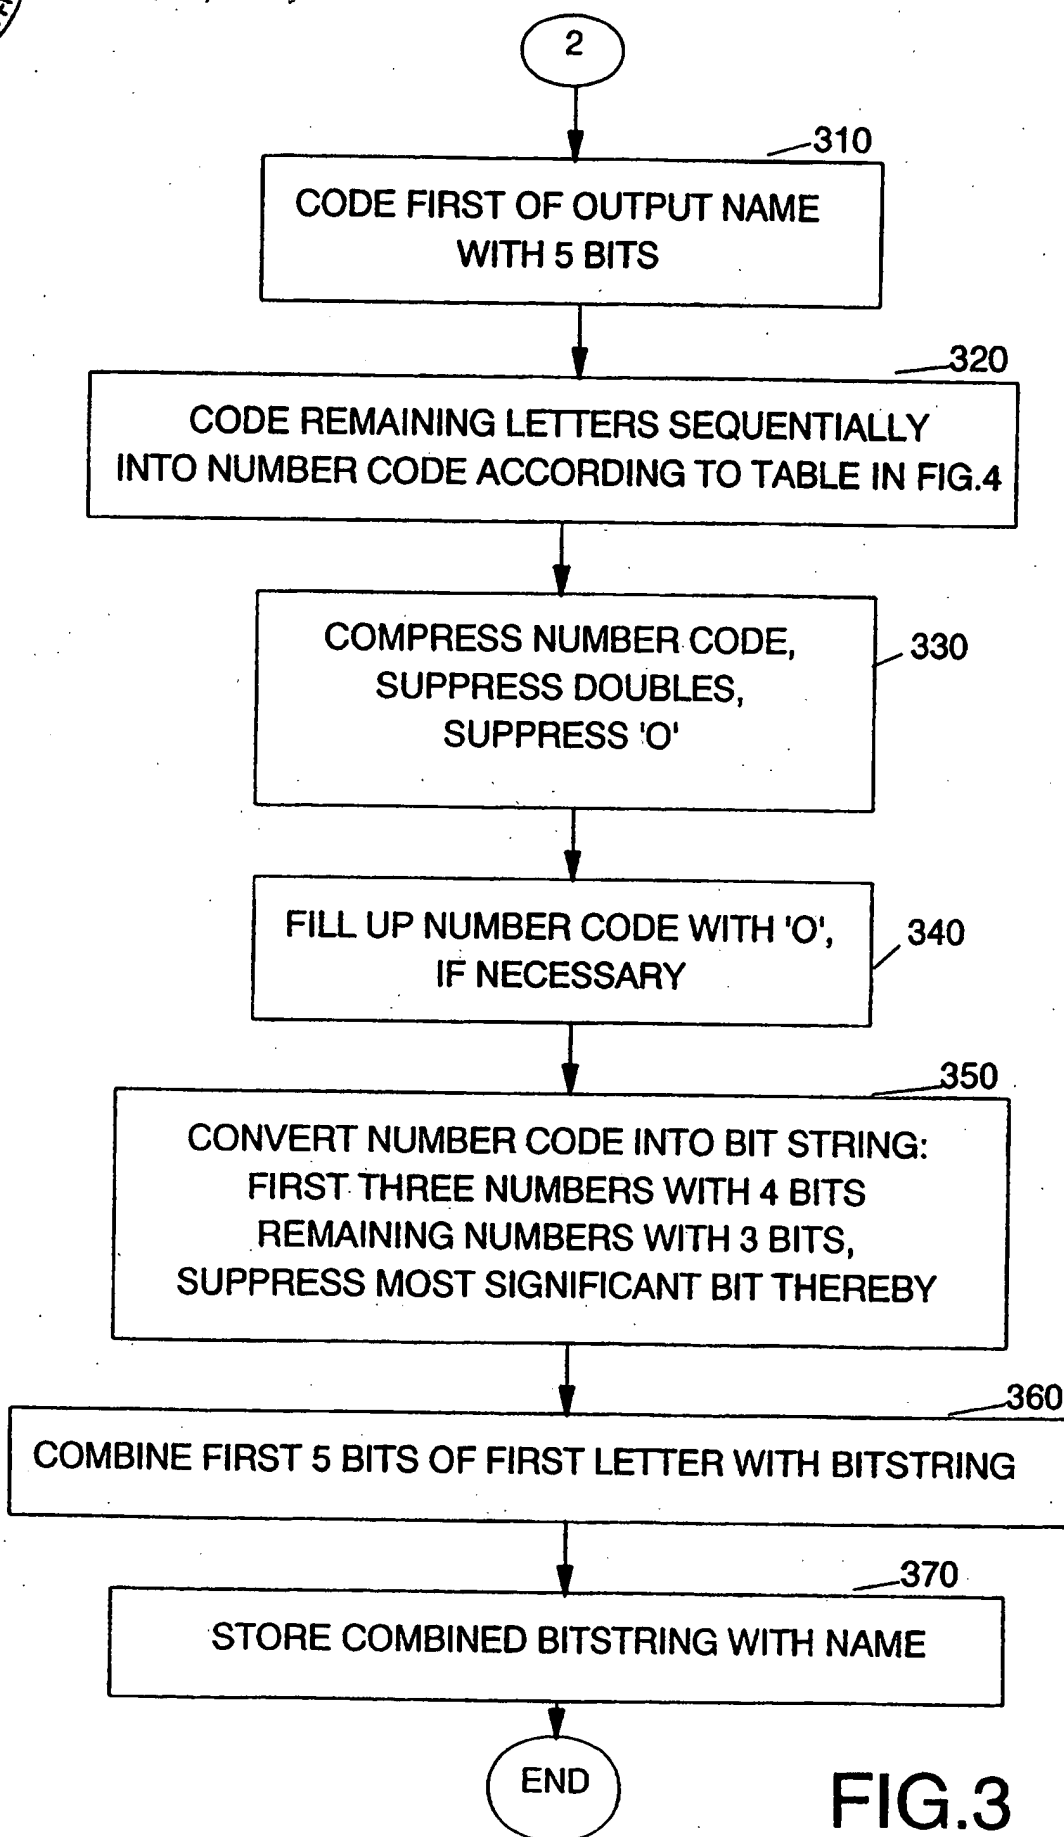 2
310
CODE FIRST OF OUTPUT NAME
WITH 5 BITS
320
CODE REMAINING LETTERS SEQUENTIALLY
INTO NUMBER CODE ACCORDING TO TABLE IN FIG.4
COMPRESS NUMBER CODE,
SUPPRESS DOUBLES,
SUPPRESS 'O'
330
FILL UP NUMBER CODE WITH 'O',
IF NECESSARY
340
350
CONVERT NUMBER CODE INTO BIT STRING:
FIRST THREE NUMBERS WITH 4 BITS
REMAINING NUMBERS WITH 3 BITS,
SUPPRESS MOST SIGNIFICANT BIT THEREBY
360
COMBINE FIRST 5 BITS OF FIRST LETTER WITH BITSTRING
370
STORE COMBINED BITSTRING WITH NAME
END
FIG.3